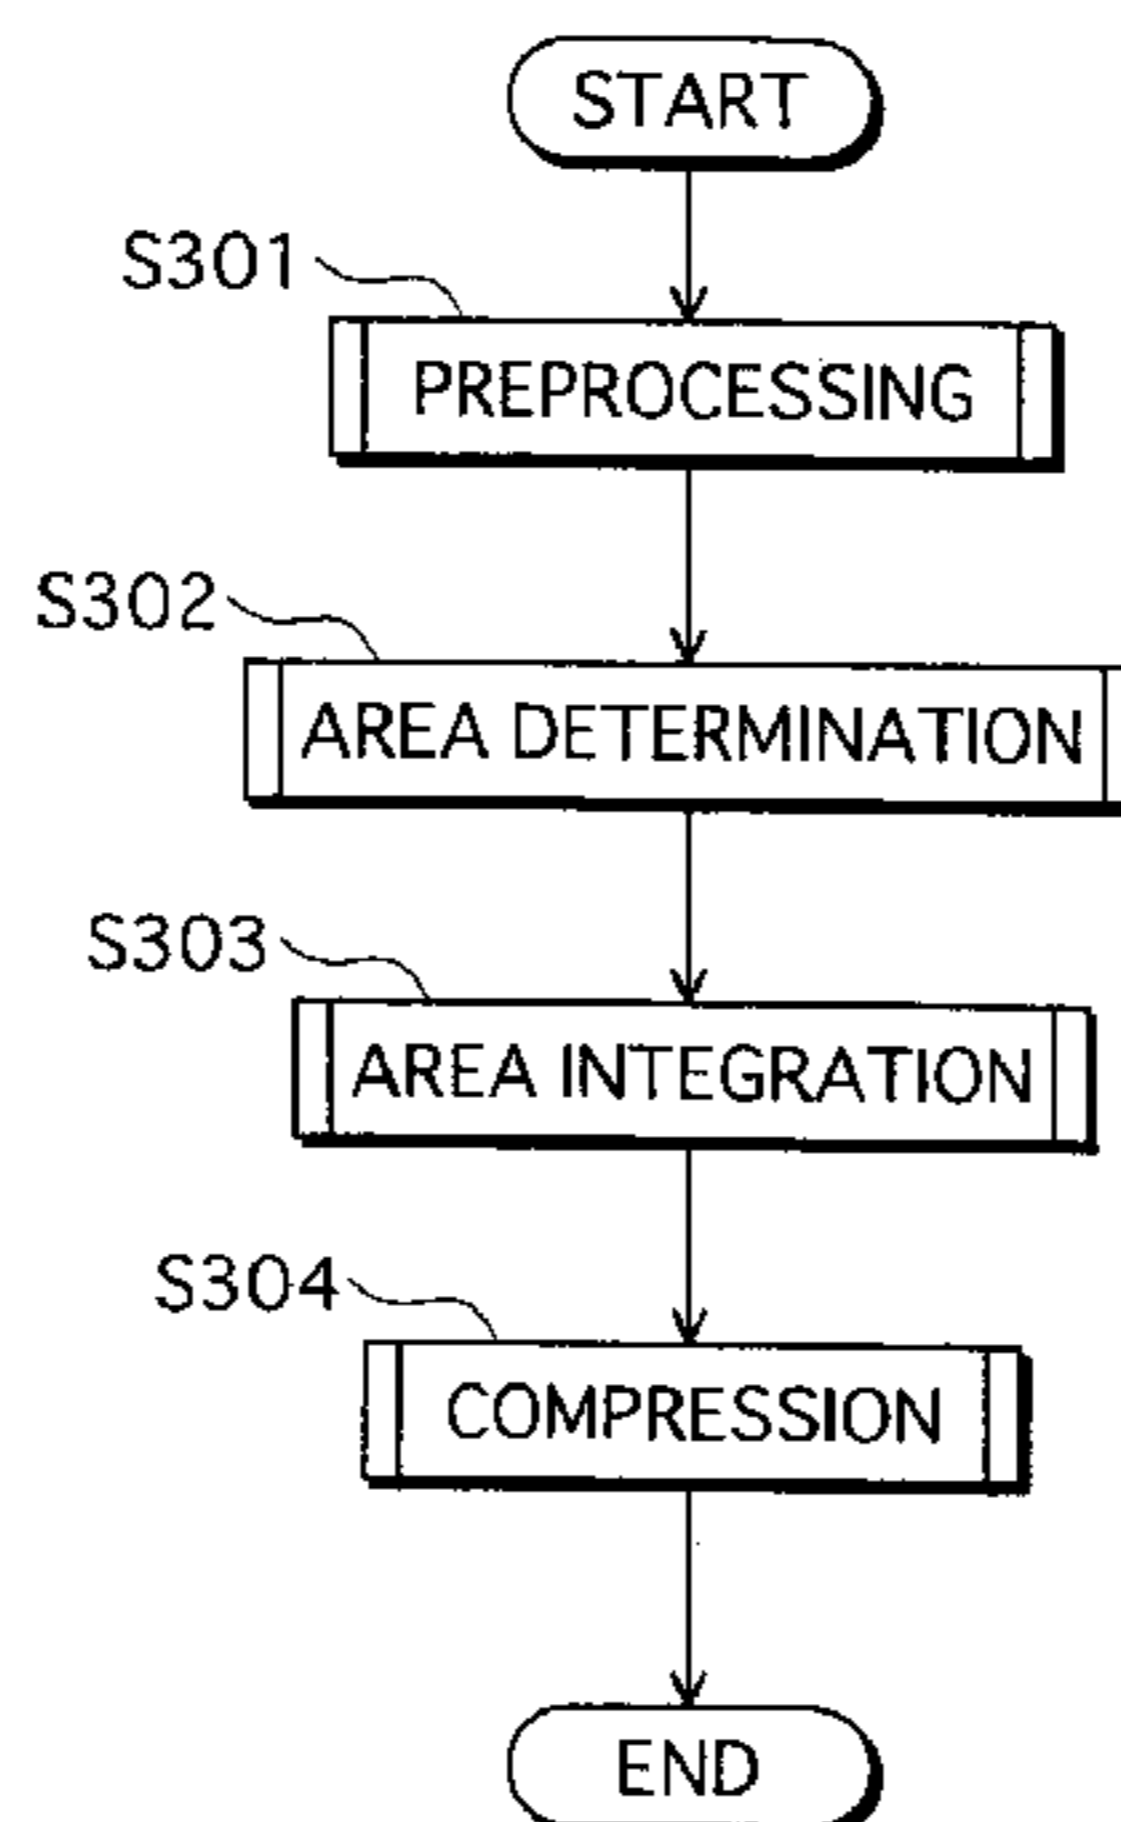 START
S301
PREPROCESSING
S302
AREA DETERMINATION
S303
AREA INTEGRATION
S304
COMPRESSION
END